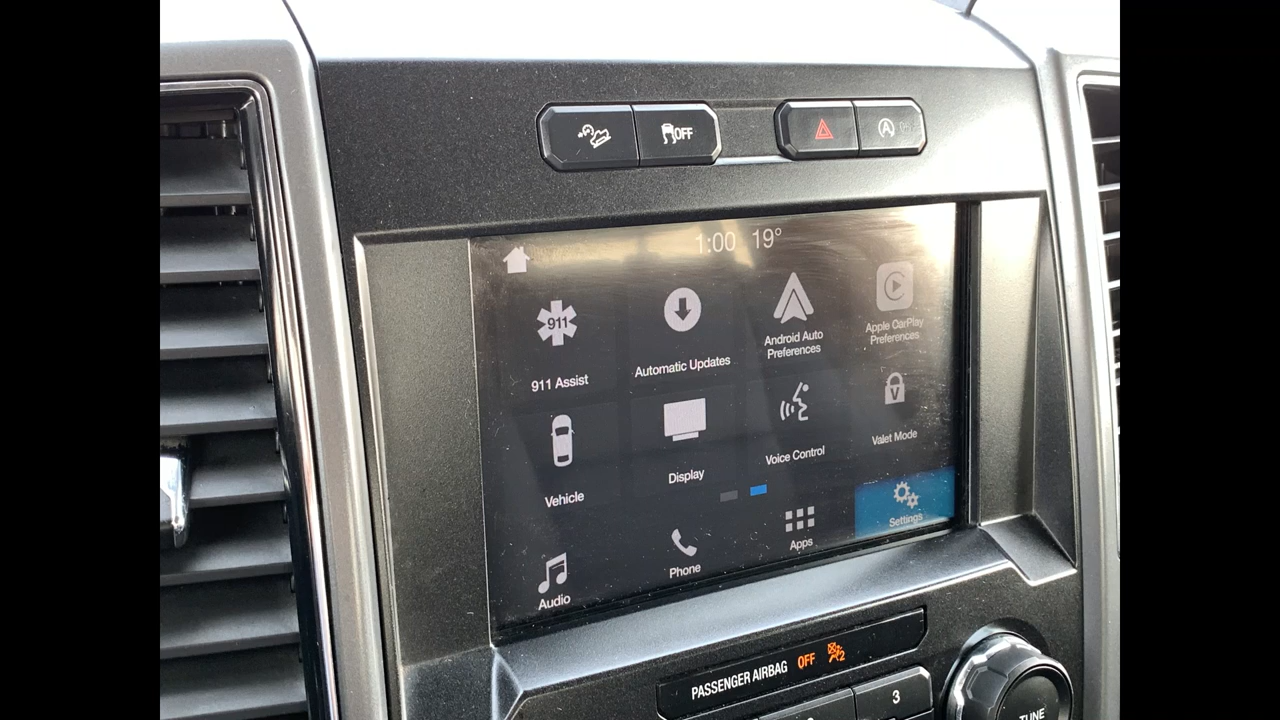 OFF
1:00 19°
911
911 Assist
Automatic Updates
Android Auto
Preferences
Apple CarPlay
Preferences
Vehicle
Display
Voice Control
V
Valet Mode
Audio
Phone
Apps
Settings
PASSENGER AIRBAG OFF 2
3
TUNE